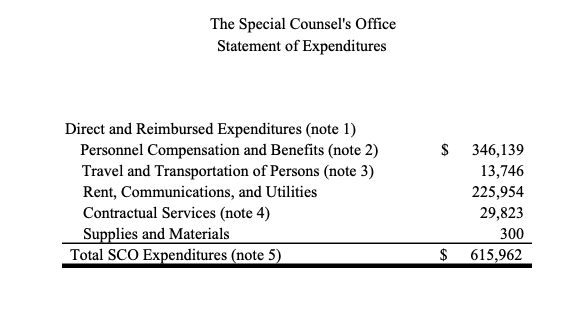 The Special Counsel's Office
Statement of Expenditures
Direct and Reimbursed Expenditures (note 1)
Personnel Compensation and Benefits (note 2) $ 346,139
Travel and Transportation of Persons (note 3) 13,746
Rent, Communications, and Utilities 225,954
Contractual Services (note 4) 29,823
Supplies and Materials 300
Total SCO Expenditures (note 5) $ 615,962